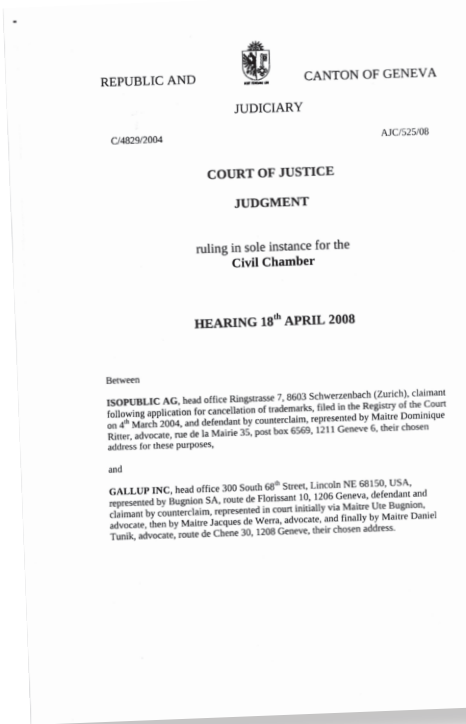 REPUBLIC AND CANTON OF GENEVA
JUDICIARY
C/4829/2004 AJC/525/08
COURT OF JUSTICE
JUDGMENT
ruling in sole instance for the
Civil Chamber
HEARING 18th APRIL 2008
Between
ISOPUBLIC AG, head office Ringstrasse 7, 8603 Schwerzenbach (Zurich), claimant
following application for cancellation of trademarks, filed in the Registry of the Court
on 4th March 2004, and defendant by counterclaim, represented by Maitre Dominique
Ritter, advocate, rue de la Mairie 35, post box 6569, 1211 Geneve 6, their chosen
address for these purposes,
and
GALLUP INC, head office 300 South 68th Street, Lincoln NE 68150, USA,
represented by Bugnion SA, route de Florissant 10, 1206 Geneva, defendant and
claimant by counterclaim, represented in court initially via Maitre Ute Bugnion,
advocate, then by Maitre Jacques de Werra, advocate, and finally by Maitre Daniel
Tunik, advocate, route de Chene 30, 1208 Geneve, their chosen address.